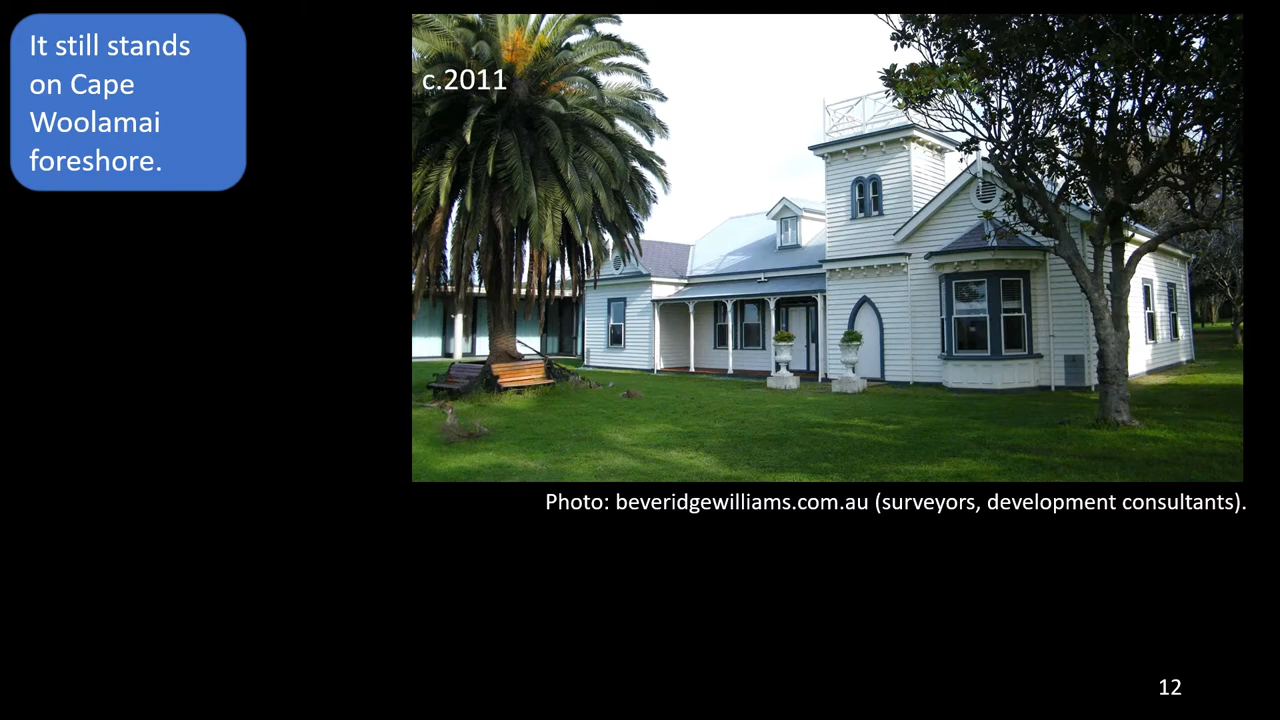 It still stands
on Cape
Woolamai
foreshore.
c.2011
Photo: beveridgewilliams.com.au (surveyors, development consultants).
12